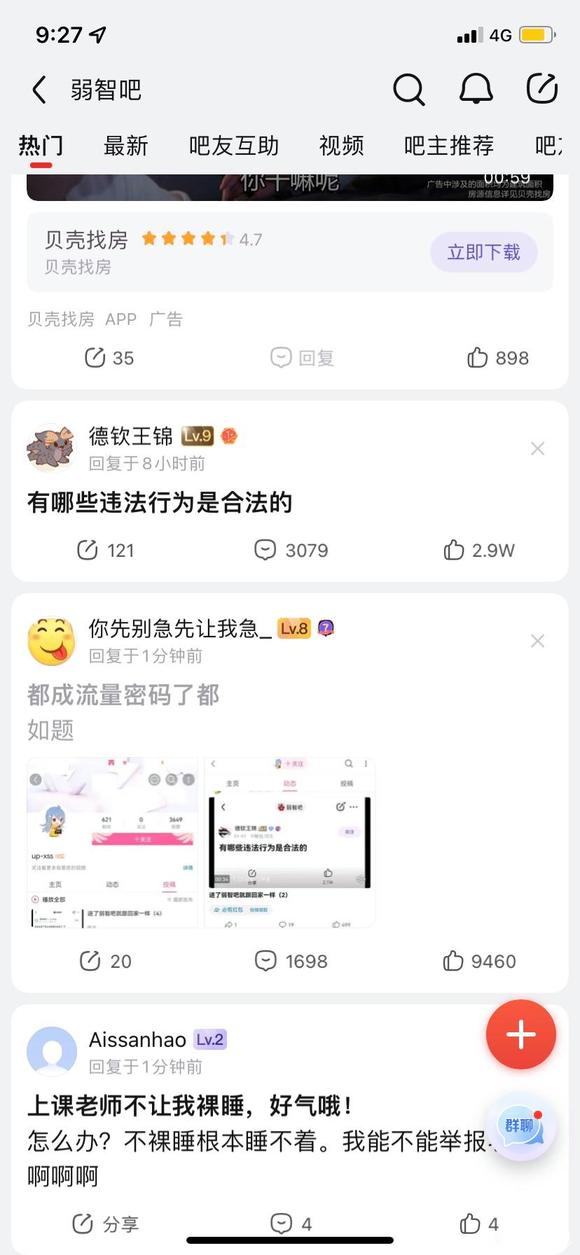 9:27
4G
弱智吧
热门 最新 吧友互助 视频 吧主推荐
你干嘛呢
00:59
广告中涉及的面积均为建筑面积
房源信息详见贝壳找房
贝壳找房 4.7
贝壳找房
立即下载
贝壳找房 APP 广告
35 回复 898
德钦王锦 Lv.9
回复于8小时前
有哪些违法行为是合法的
121 3079 2.9W
你先别急先让我急_ Lv.8 7
回复于1分钟前
都成流量密码了都
如题
621 0 3649
+关注
up-xss
主页 动态 投稿
播放全部
进了弱智吧就跟回家一样（4）
+关注
主页 动态 投稿
弱智吧
德钦王锦
有哪些违法行为是合法的
进了弱智吧就跟回家一样（2）
20 1698 9460
Aissanhao Lv.2
回复于1分钟前
上课老师不让我裸睡，好气哦！
怎么办？不裸睡根本睡不着。我能不能举报
啊啊啊
群聊
分享 4 4